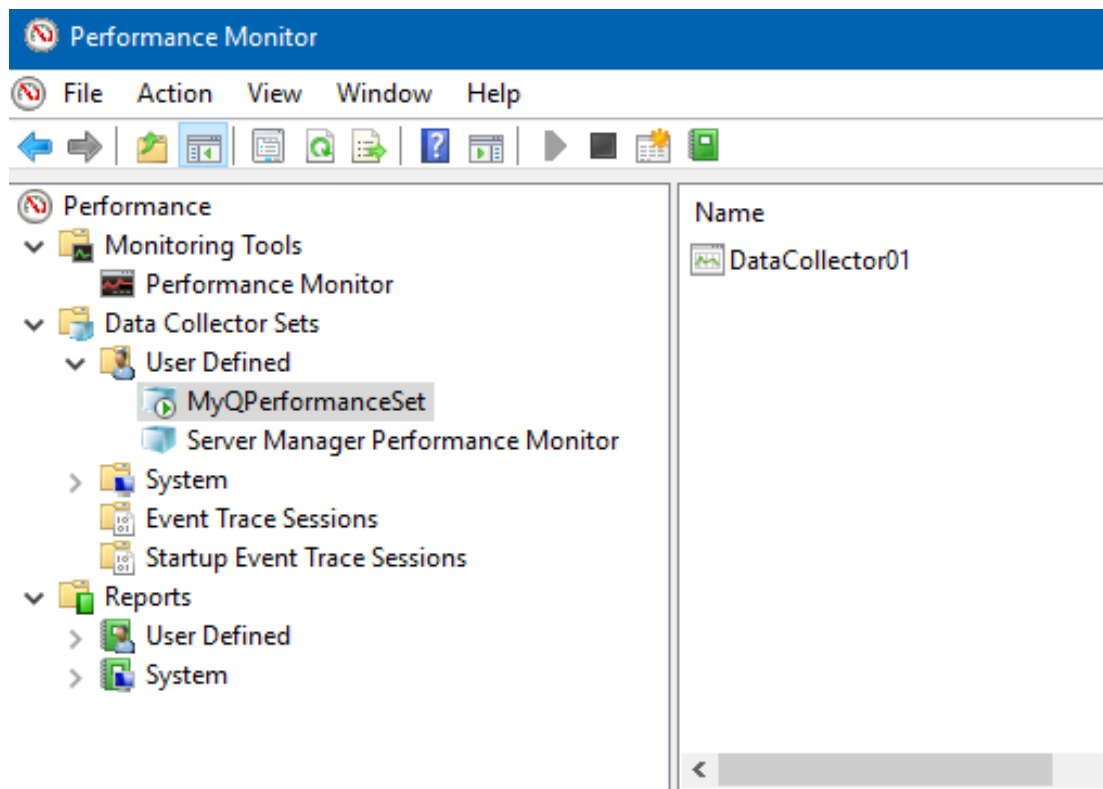 Performance Monitor
File Action View Window Help
Performance
Monitoring Tools
Performance Monitor
Data Collector Sets
User Defined
MyQPerformanceSet
Server Manager Performance Monitor
System
Event Trace Sessions
Startup Event Trace Sessions
Reports
User Defined
System
Name
DataCollector01